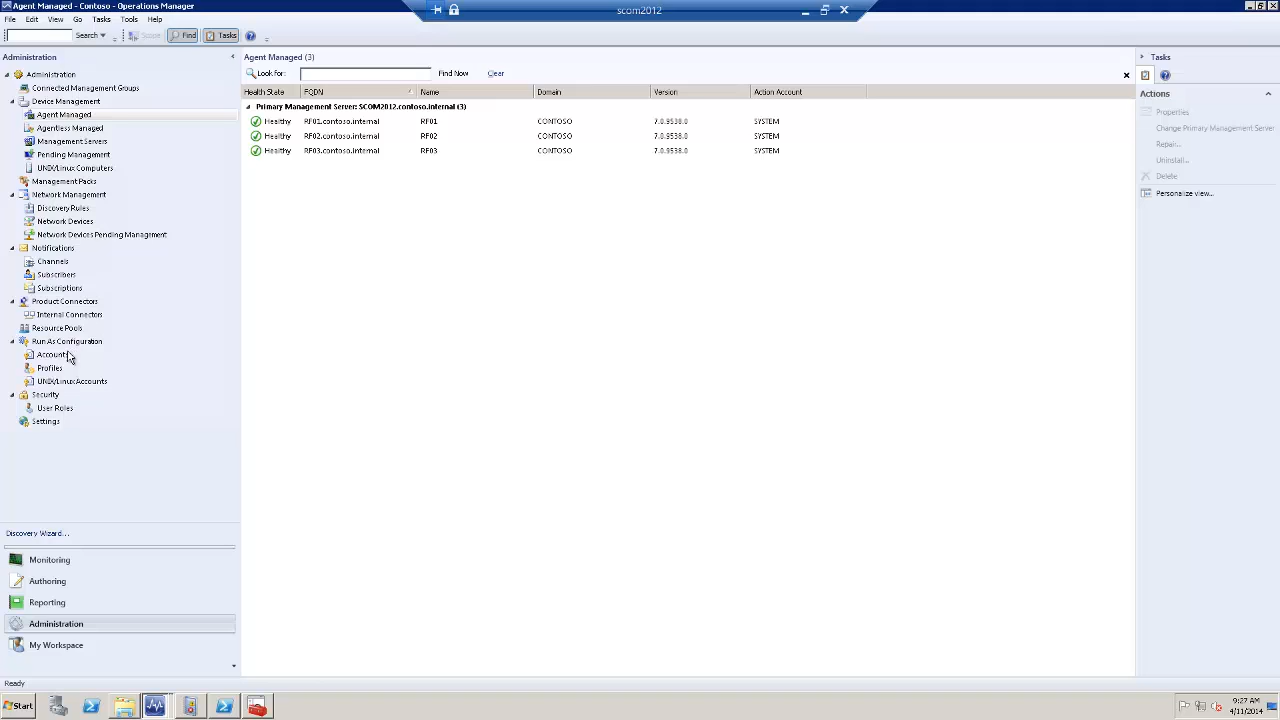 Agent Managed - Contoso - Operations Manager
scom2012
File Edit View Go Tasks Tools Help
Search Scope Find Tasks
Administration
Administration
Connected Management Groups
Device Management
Agent Managed
Agentless Managed
Management Servers
Pending Management
UNIX/Linux Computers
Management Packs
Network Management
Discovery Rules
Network Devices
Network Devices Pending Management
Notifications
Channels
Subscribers
Subscriptions
Product Connectors
Internal Connectors
Resource Pools
Run As Configuration
Accounts
Profiles
UNIX/Linux Accounts
Security
User Roles
Settings
Discovery Wizard...
Monitoring
Authoring
Reporting
Administration
My Workspace
Agent Managed (3)
Look for: Find Now Clear
Health State FQDN Name Domain Version Action Account
Primary Management Server: SCOM2012.contoso.internal (3)
Healthy RF01.contoso.internal RF01 CONTOSO 7.0.9538.0 SYSTEM
Healthy RF02.contoso.internal RF02 CONTOSO 7.0.9538.0 SYSTEM
Healthy RF03.contoso.internal RF03 CONTOSO 7.0.9538.0 SYSTEM
Tasks
Actions
Properties
Change Primary Management Server
Repair...
Uninstall...
Delete
Personalize view...
Ready
Start
9:27 AM
4/11/2014